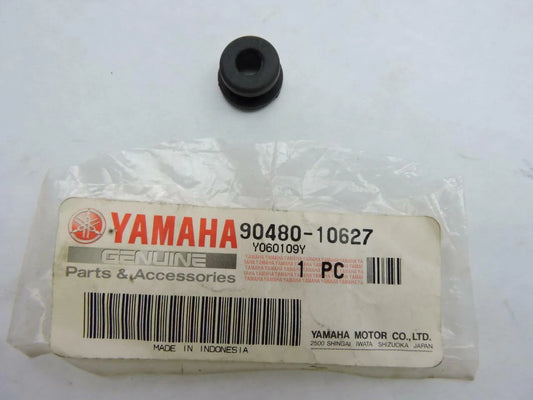 YAMAHA 90480-10627
GENUINE Y060109Y
Parts & Accessories 1 PC
MADE IN INDONESIA
YAMAHA MOTOR CO., LTD.
2500 SHINGAI, IWATA SHIZUOKA JAPAN